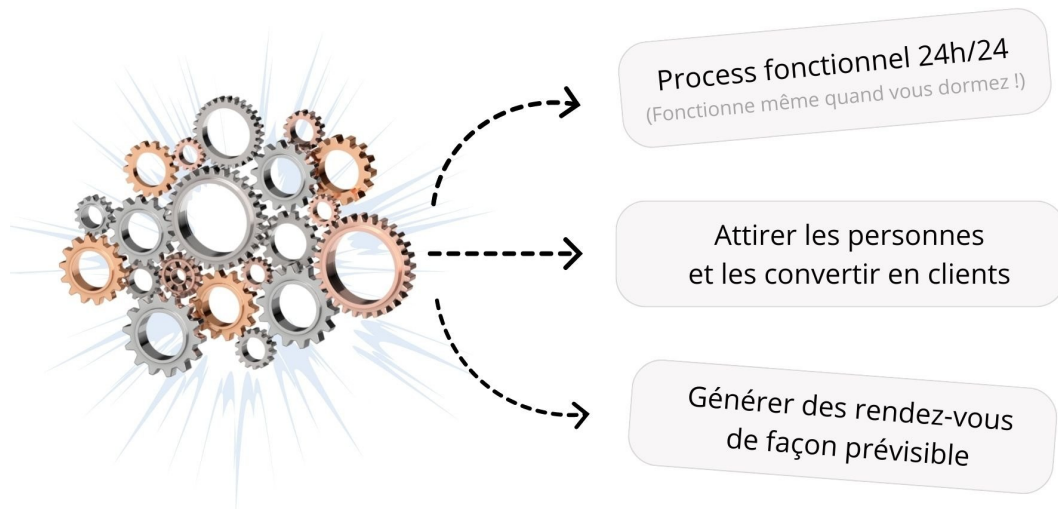 Process fonctionnel 24h/24
(Fonctionne même quand vous dormez !)
Attirer les personnes
et les convertir en clients
Générer des rendez-vous
de façon prévisible